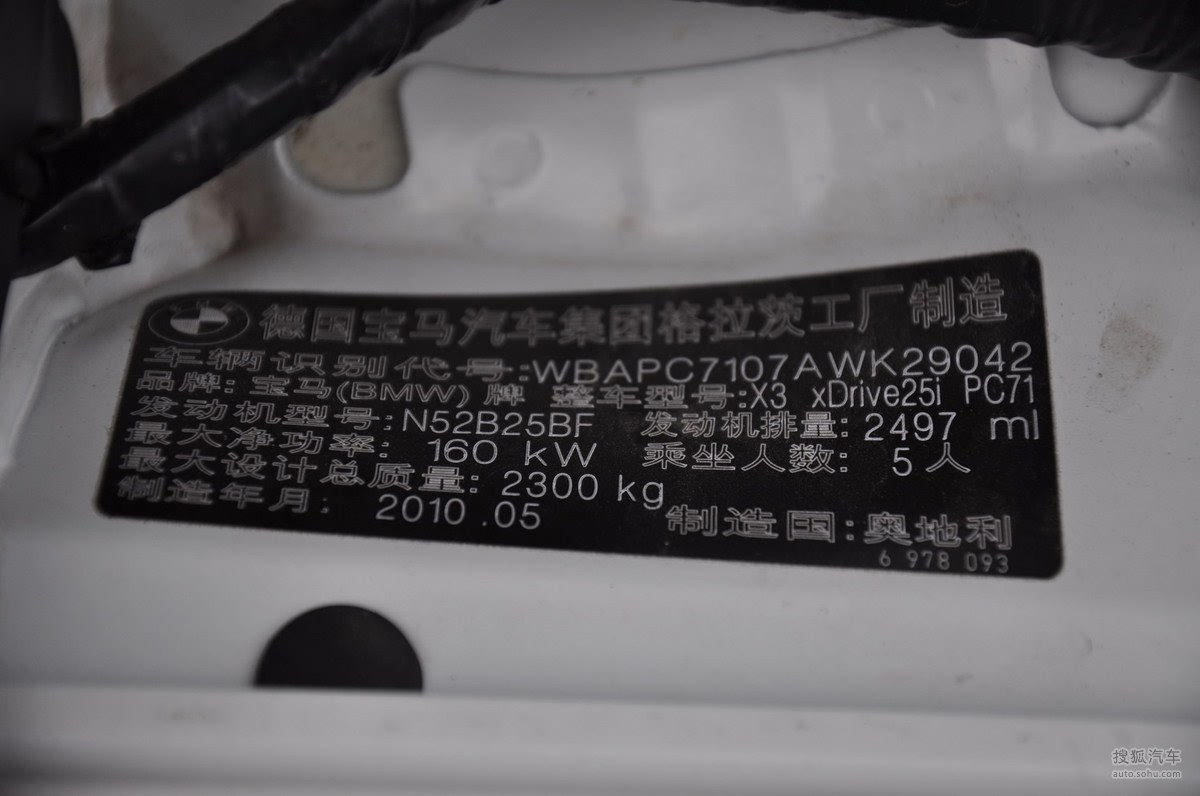 德国宝马汽车集团格拉茨工厂制造
车辆识别代号:WBAPC7107AWK29042
品牌:宝马(BMW)牌 整车型号:X3 xDrive25i PC71
发动机型号:N52B25BF 发动机排量:2497 ml
最大净功率: 160 kW 乘坐人数: 5人
最大设计总质量: 2300 kg
制造年月: 2010.05 制造国:奥地利
6 978 093
搜狐汽车
auto.sohu.com